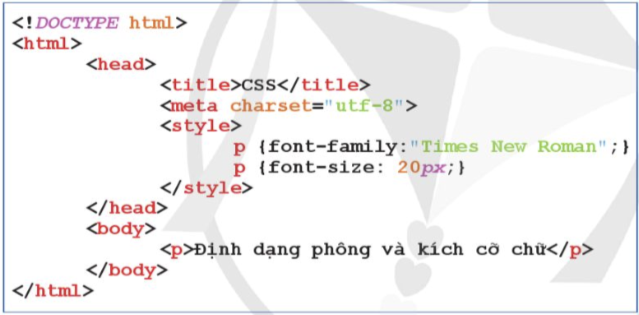 <!DOCTYPE html>
<html>
<head>
<title>CSS</title>
<meta charset="utf-8">
<style>
p {font-family:"Times New Roman";}
p {font-size: 20px;}
</style>
</head>
<body>
<p>Định dạng phông và kích cỡ chữ</p>
</body>
</html>